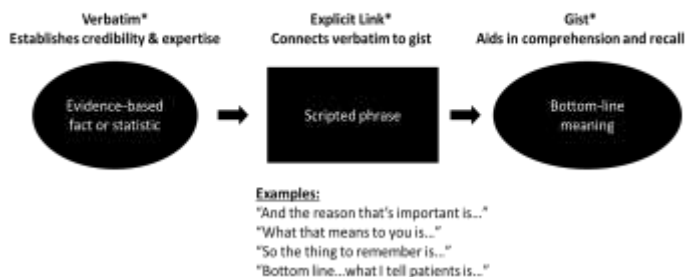 Verbatim*
Establishes credibility & expertise
Explicit Link*
Connects verbatim to gist
Gist*
Aids in comprehension and recall
Evidence-based
fact or statistic
Scripted phrase
Bottom-line
meaning
Examples:
"And the reason that's important is..."
"What that means to you is..."
"So the thing to remember is..."
"Bottom line...what I tell patients is..."